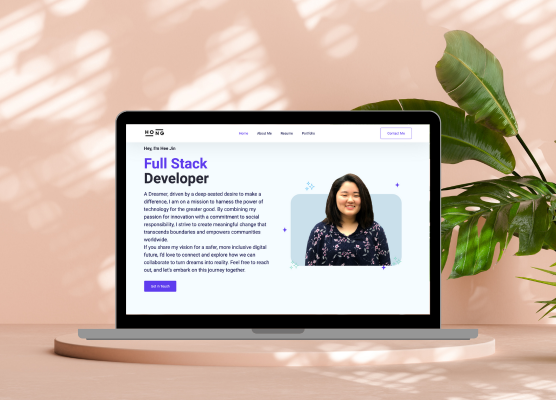 HONG
Home About Me Resume Portfolio Contact Me
Hey, I'm Hee Jin
Full Stack
Developer
A Dreamer, driven by a deep-seated desire to make a
difference, I am on a mission to harness the power of
technology for the greater good. By combining my
passion for innovation with a commitment to social
responsibility, I strive to create meaningful change that
transcends boundaries and empowers communities
worldwide.
If you share my vision for a safer, more inclusive digital
future, I'd love to connect and explore how we can
collaborate to turn dreams into reality. Feel free to reach
out, and let's embark on this journey together.
Get In Touch